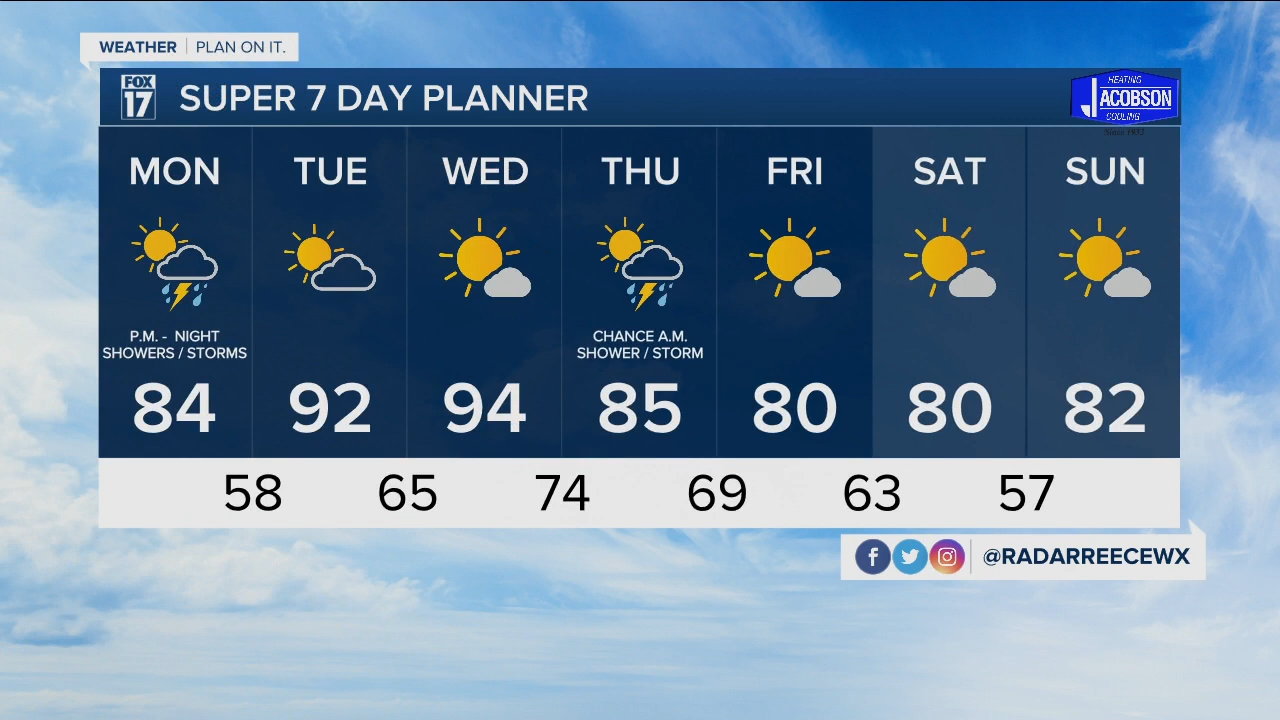 WEATHER | PLAN ON IT.
FOX
17
SUPER 7 DAY PLANNER
HEATING
JACOBSON
COOLING
Since 1932
MON TUE WED THU FRI SAT SUN
P.M. - NIGHT
SHOWERS / STORMS
CHANCE A.M.
SHOWER / STORM
84 92 94 85 80 80 82
58 65 74 69 63 57
@RADARREECEWX